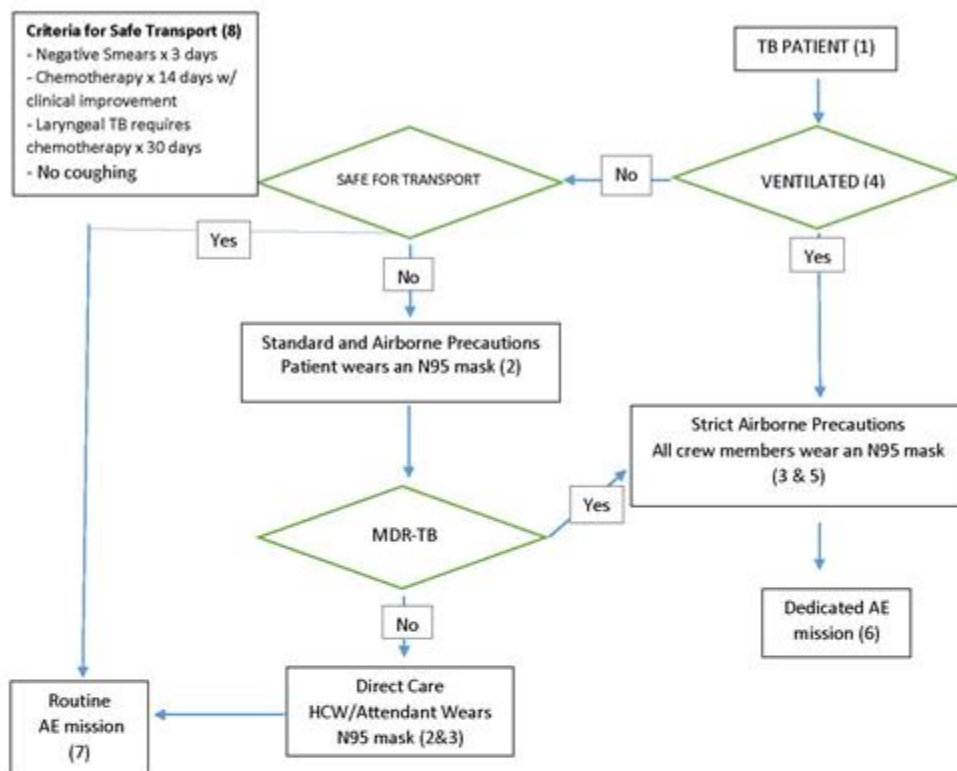 Criteria for Safe Transport (8)
- Negative Smears x 3 days
- Chemotherapy x 14 days w/
clinical improvement
- Laryngeal TB requires
chemotherapy x 30 days
- No coughing
TB PATIENT (1)
SAFE FOR TRANSPORT
No
VENTILATED (4)
Yes
No
Yes
Standard and Airborne Precautions
Patient wears an N95 mask (2)
Strict Airborne Precautions
All crew members wear an N95 mask
(3 & 5)
MDR-TB
Yes
No
Dedicated AE
mission (6)
Routine
AE mission
(7)
Direct Care
HCW/Attendant Wears
N95 mask (2&3)